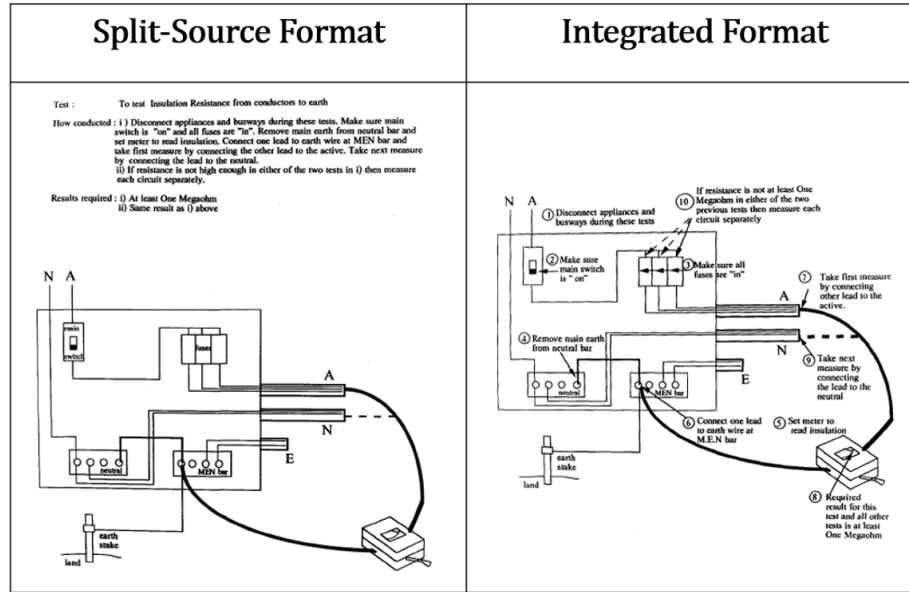 Split-Source Format
Integrated Format
Test : To test Insulation Resistance from conductors to earth
How conducted : i ) Disconnect appliances and busways during these tests. Make sure main
switch is "on" and all fuses are "in". Remove main earth from neutral bar and
set meter to read insulation. Connect one lead to earth wire at MEN bar and
take first measure by connecting the other lead to the active. Take next measure
by connecting the lead to the neutral.
ii) If resistance is not high enough in either of the two tests in i) then measure
each circuit separately.
Results required : i) At least One Megaohm
ii) Same result as i) above
N A
main
switch
fuses
A
N
E
neutral
MEN bar
earth
stake
land
N A
① Disconnect appliances and
busways during these tests
⑩ If resistance is not at least One
Megaohm in either of the two
previous tests then measure each
circuit separately
② Make sure
main switch
is " on"
③ Make sure all
fuses are "in"
⑦ Take first measure
by connecting
other lead to the
active.
A
④ Remove main earth
from neutral bar
N
⑨ Take next
measure by
connecting
the lead to the
neutral
E
neutral
MEN bar
⑥ Connect one lead
to earth wire at
M.E.N bar
⑤ Set meter to
read insulation
earth
stake
land
⑧ Required
result for this
test and all other
tests is at least
One Megaohm